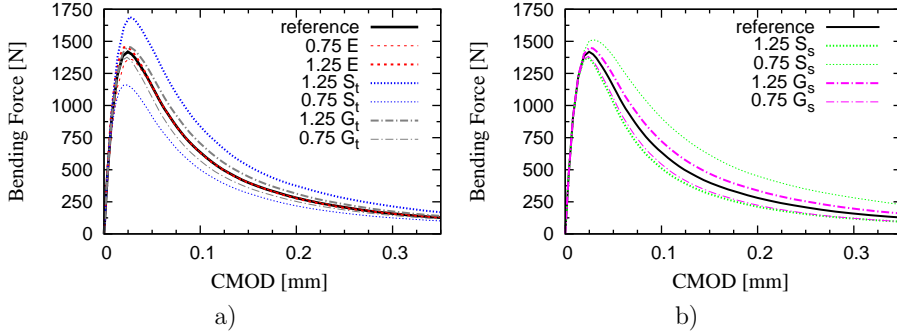 Bending Force [N]
1750
1500
1250
1000
750
500
250
0
0
0.1
0.2
0.3
CMOD [mm]
reference
0.75 E
1.25 E
1.25 S_t
0.75 S_t
1.25 G_t
0.75 G_t
a)
Bending Force [N]
1750
1500
1250
1000
750
500
250
0
0
0.1
0.2
0.3
CMOD [mm]
reference
1.25 S_s
0.75 S_s
1.25 G_s
0.75 G_s
b)